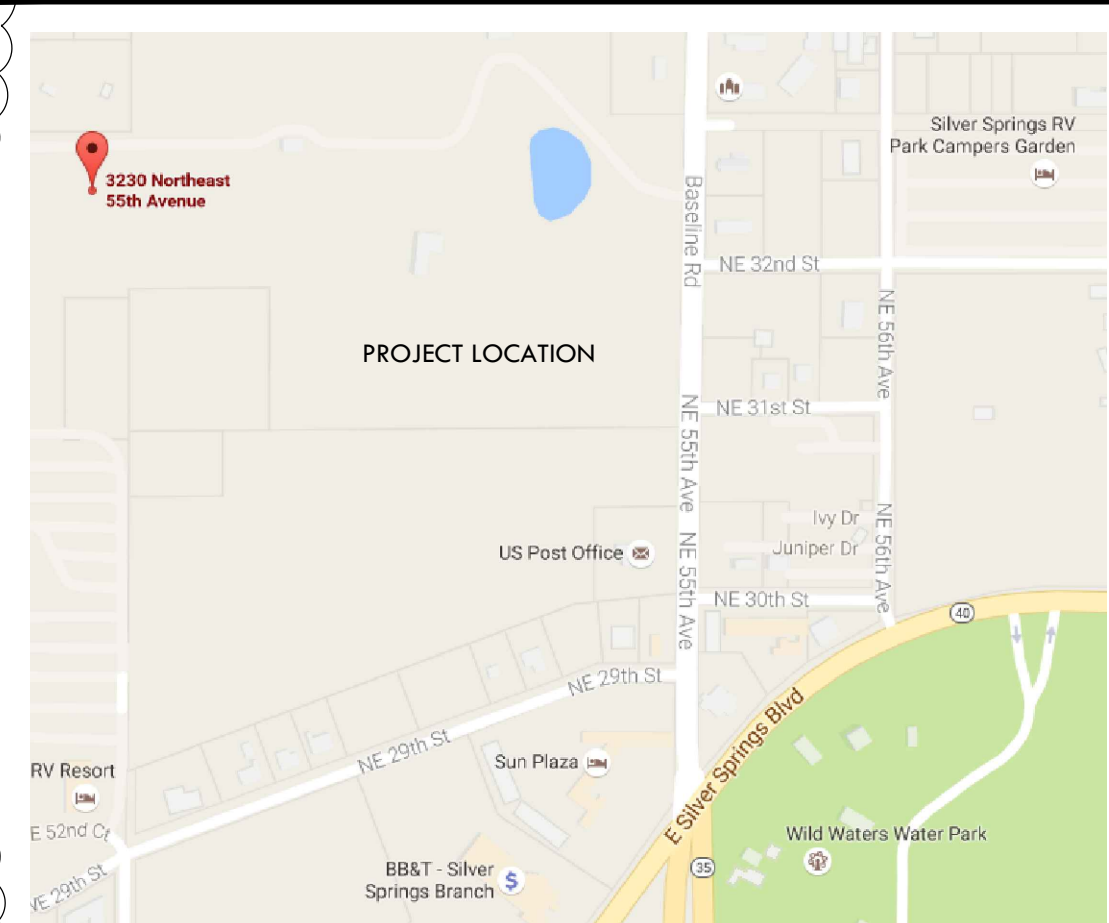 Silver Springs RV
Park Campers Garden
3230 Northeast
55th Avenue
Baseline Rd
NE 32nd St
NE 56th Ave
PROJECT LOCATION
NE 31st St
NE 55th Ave
Ivy Dr
NE 56th Ave
US Post Office
Juniper Dr
NE 55th Ave
NE 30th St
40
NE 29th St
E Silver Springs Blvd
NE 29th St
Sun Plaza
RV Resort
E 52nd Ct
Wild Waters Water Park
BB&T - Silver
Springs Branch
$
35
NE 29th St